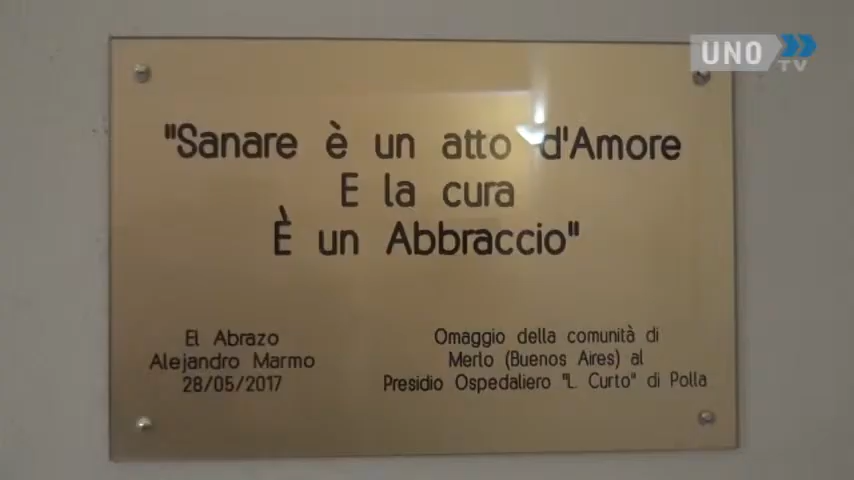 UNO
TV
"Sanare è un atto d'Amore
E la cura
È un Abbraccio"
El Abrazo
Alejandro Marmo
28/05/2017
Omaggio della comunità di
Merlo (Buenos Aires) al
Presidio Ospedaliero "L. Curto" di Polla